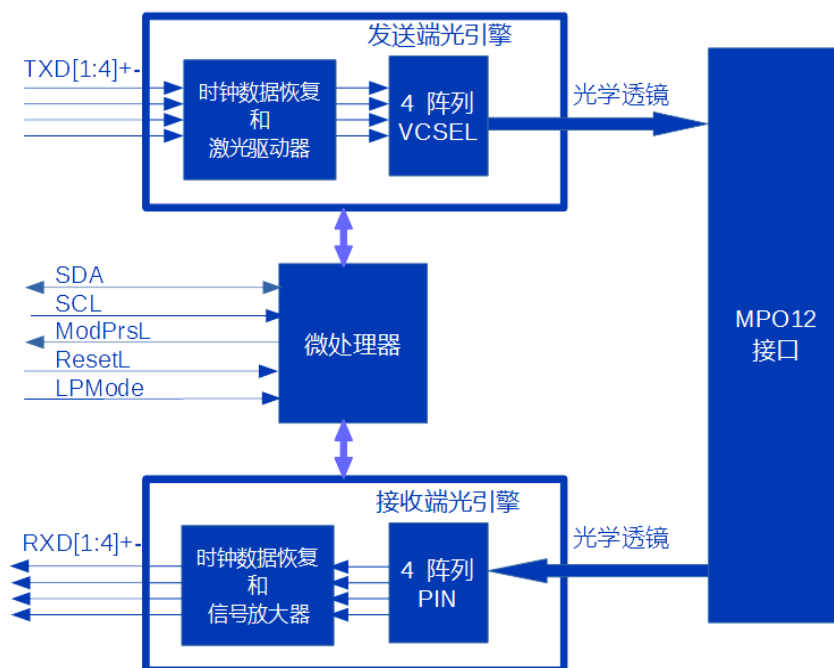 发送端光引擎
TXD[1:4]+-
时钟数据恢复
和
激光驱动器
4 阵列
VCSEL
光学透镜
SDA
SCL
ModPrsL
ResetL
LPMode
微处理器
MPO12
接口
接收端光引擎
RXD[1:4]+-
时钟数据恢复
和
信号放大器
4 阵列
PIN
光学透镜